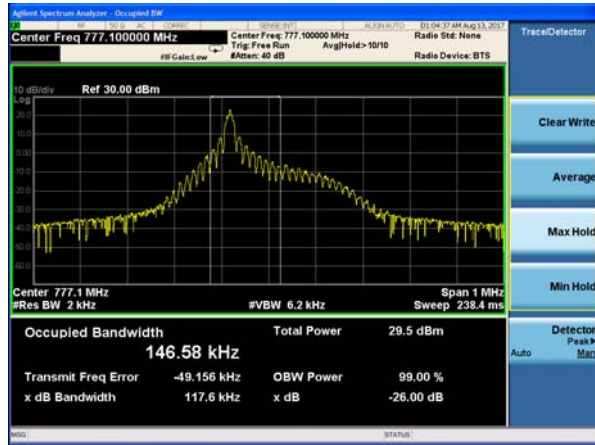 Agilent Spectrum Analyzer - Occupied BW
RF 50 Ω AC CORREC SENSE:INT ALIGN AUTO 01:04:37 AM Aug 13, 2017
Center Freq 777.100000 MHz Center Freq: 777.100000 MHz Radio Std: None Trace/Detector
Trig: Free Run Avg|Hold:> 10/10
#IFGain:Low #Atten: 40 dB Radio Device: BTS
10 dB/div Ref 30.00 dBm
Log
20.0
10.0
0.00
-10.0
-20.0
-30.0
-40.0
-50.0
-60.0
Center 777.1 MHz Span 1 MHz
#Res BW 2 kHz #VBW 6.2 kHz Sweep 238.4 ms
Occupied Bandwidth Total Power 29.5 dBm
146.58 kHz
Transmit Freq Error -49.156 kHz OBW Power 99.00 %
x dB Bandwidth 117.6 kHz x dB -26.00 dB
Clear Write
Average
Max Hold
Min Hold
Detector
Peak
Auto Man
MSG STATUS